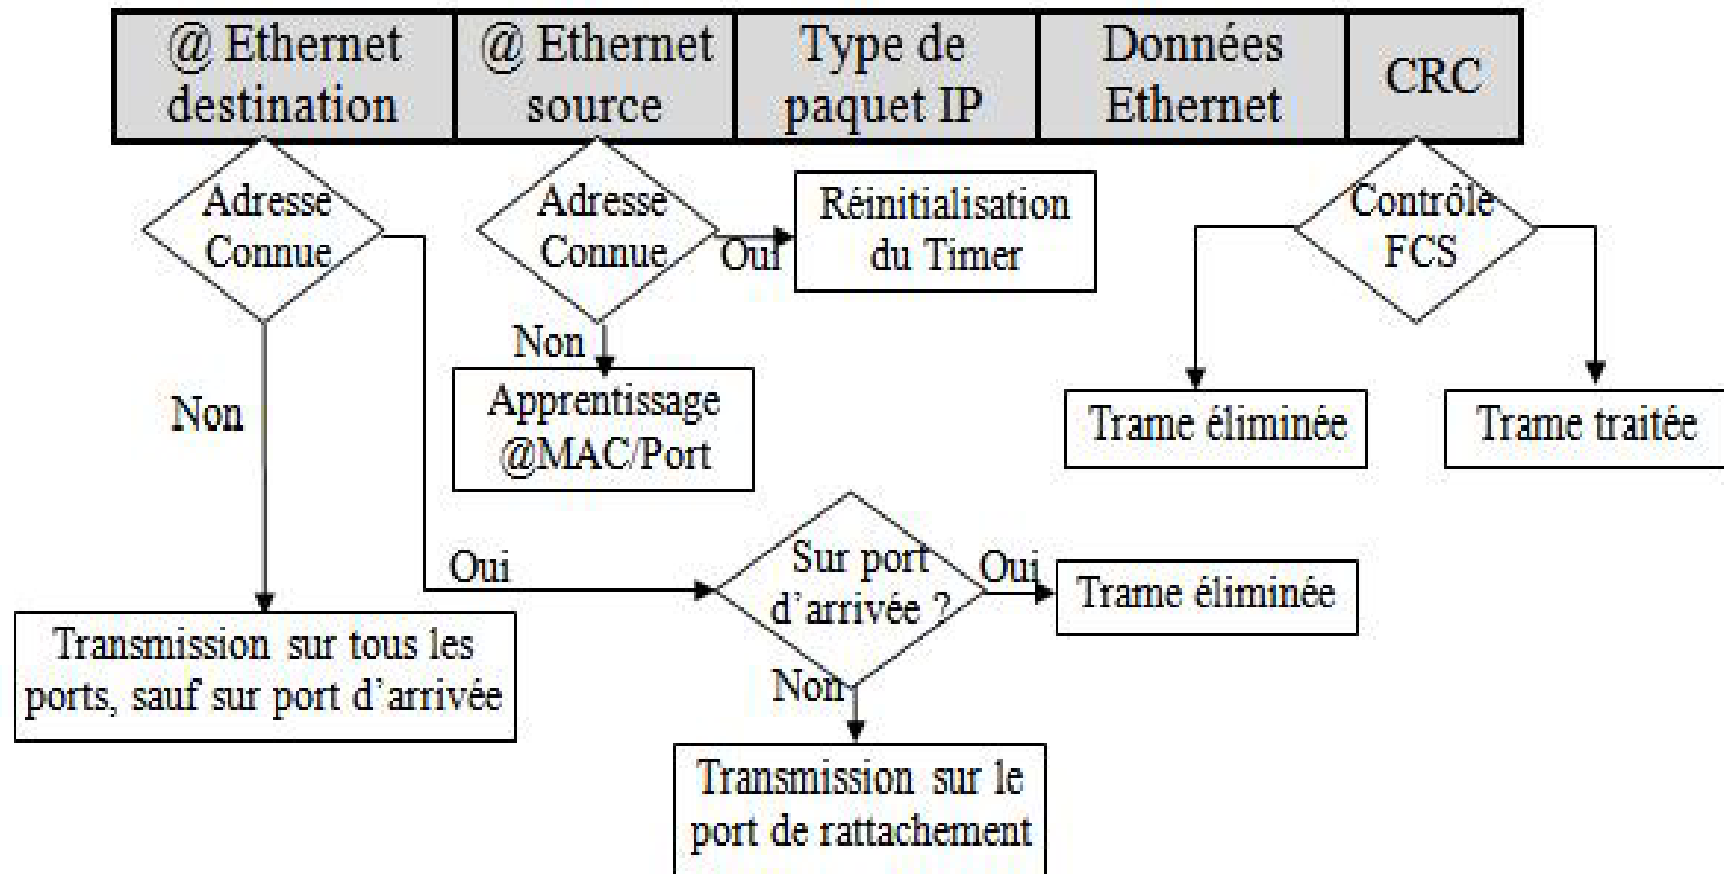 @ Ethernet
destination
@ Ethernet
source
Type de
paquet IP
Données
Ethernet
CRC
Adresse
Connue
Adresse
Connue
Oui
Réinitialisation
du Timer
Contrôle
FCS
Non
Non
Apprentissage
@MAC/Port
Trame éliminée
Trame traitée
Oui
Sur port
d'arrivée ?
Oui
Trame éliminée
Transmission sur tous les
ports, sauf sur port d'arrivée
Non
Transmission sur le
port de rattachement